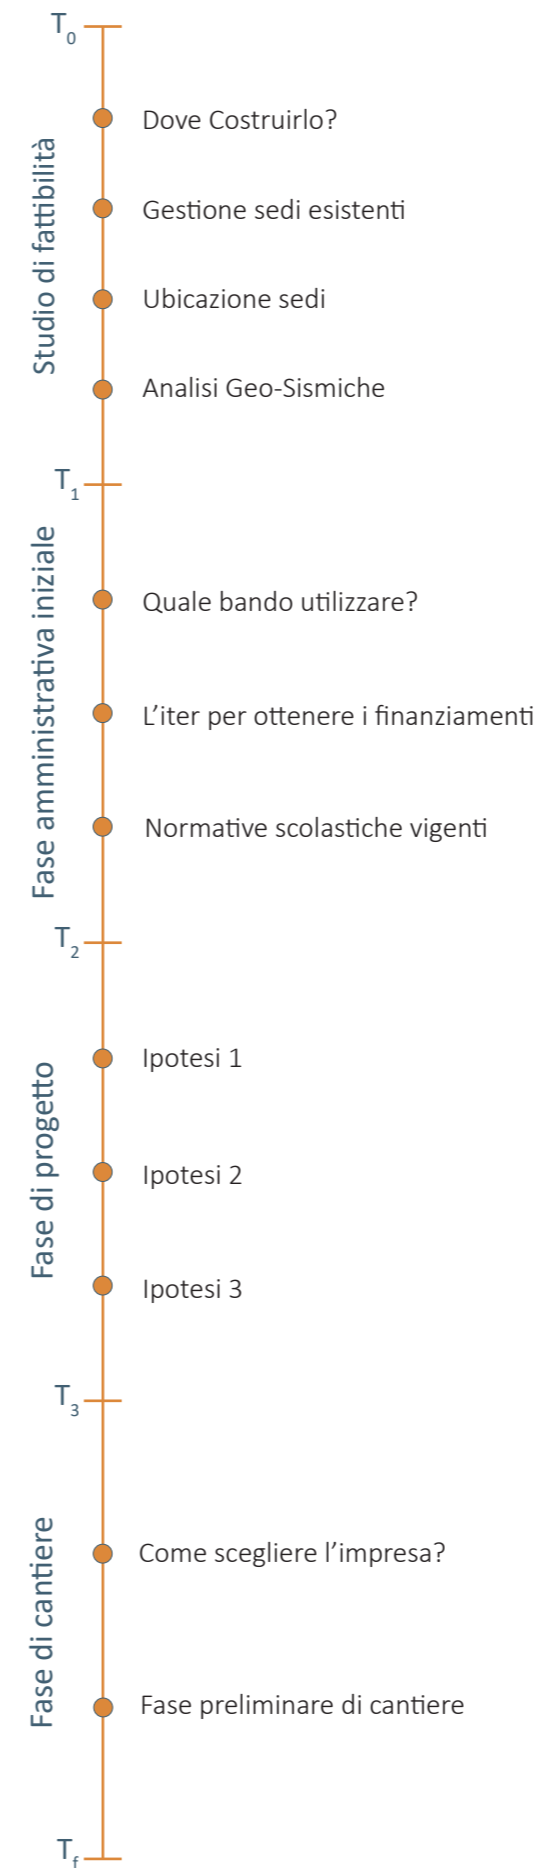 T0
Studio di fattibilità
Dove Costruirlo?
Gestione sedi esistenti
Ubicazione sedi
Analisi Geo-Sismiche
T1
Fase amministrativa iniziale
Quale bando utilizzare?
L’iter per ottenere i finanziamenti
Normative scolastiche vigenti
T2
Fase di progetto
Ipotesi 1
Ipotesi 2
Ipotesi 3
T3
Fase di cantiere
Come scegliere l’impresa?
Fase preliminare di cantiere
Tf